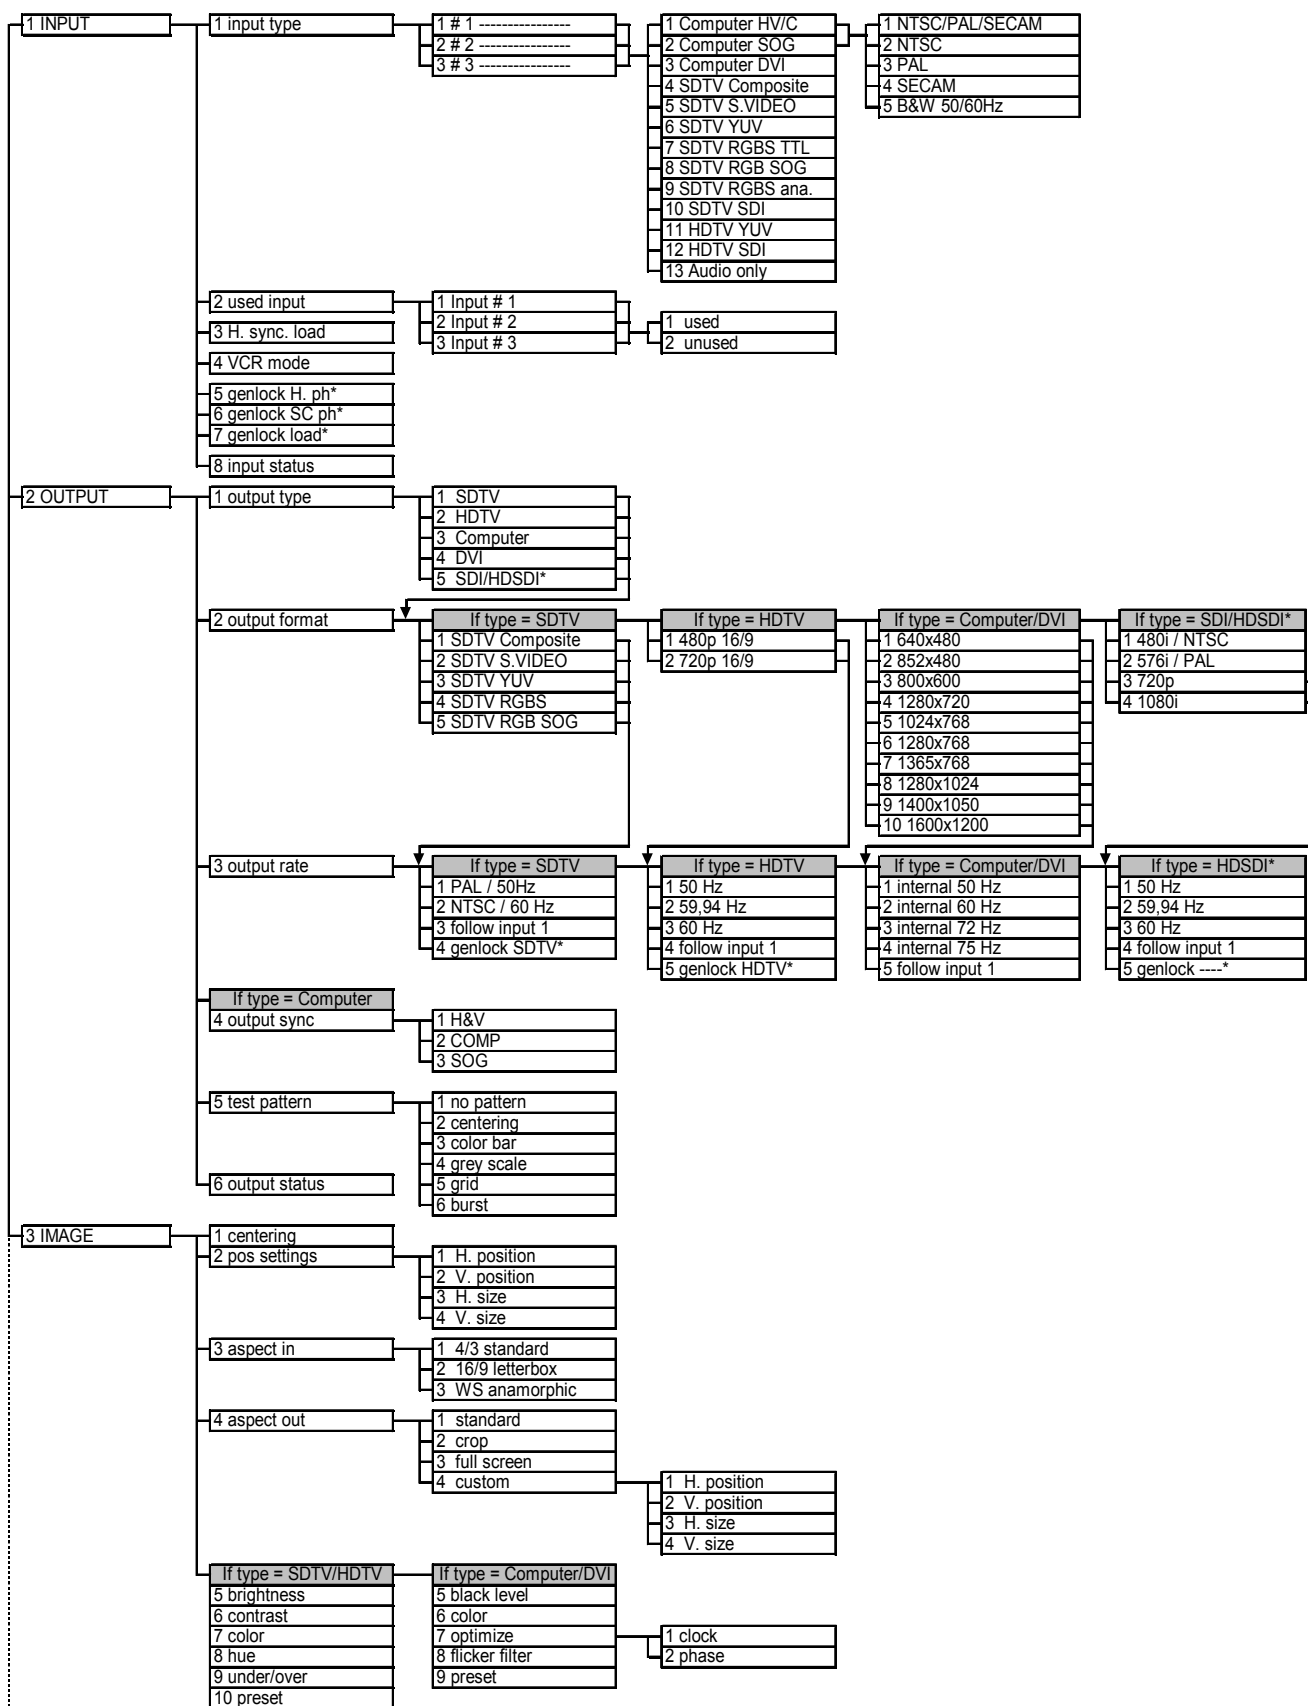 1 INPUT
1 input type
1 # 1 ----------------
2 # 2 ----------------
3 # 3 ----------------
1 Computer HV/C
2 Computer SOG
3 Computer DVI
4 SDTV Composite
5 SDTV S.VIDEO
6 SDTV YUV
7 SDTV RGBS TTL
8 SDTV RGB SOG
9 SDTV RGBS ana.
10 SDTV SDI
11 HDTV YUV
12 HDTV SDI
13 Audio only
1 NTSC/PAL/SECAM
2 NTSC
3 PAL
4 SECAM
5 B&W 50/60Hz
2 used input
1 Input # 1
2 Input # 2
3 Input # 3
1 used
2 unused
3 H. sync. load
4 VCR mode
5 genlock H. ph*
6 genlock SC ph*
7 genlock load*
8 input status
2 OUTPUT
1 output type
1 SDTV
2 HDTV
3 Computer
4 DVI
5 SDI/HDSDI*
2 output format
If type = SDTV
1 SDTV Composite
2 SDTV S.VIDEO
3 SDTV YUV
4 SDTV RGBS
5 SDTV RGB SOG
If type = HDTV
1 480p 16/9
2 720p 16/9
If type = Computer/DVI
1 640x480
2 852x480
3 800x600
4 1280x720
5 1024x768
6 1280x768
7 1365x768
8 1280x1024
9 1400x1050
10 1600x1200
If type = SDI/HDSDI*
1 480i / NTSC
2 576i / PAL
3 720p
4 1080i
3 output rate
If type = SDTV
1 PAL / 50Hz
2 NTSC / 60 Hz
3 follow input 1
4 genlock SDTV*
If type = HDTV
1 50 Hz
2 59,94 Hz
3 60 Hz
4 follow input 1
5 genlock HDTV*
If type = Computer/DVI
1 internal 50 Hz
2 internal 60 Hz
3 internal 72 Hz
4 internal 75 Hz
5 follow input 1
If type = HDSDI*
1 50 Hz
2 59,94 Hz
3 60 Hz
4 follow input 1
5 genlock ----*
If type = Computer
4 output sync
1 H&V
2 COMP
3 SOG
5 test pattern
1 no pattern
2 centering
3 color bar
4 grey scale
5 grid
6 burst
6 output status
3 IMAGE
1 centering
2 pos settings
1 H. position
2 V. position
3 H. size
4 V. size
3 aspect in
1 4/3 standard
2 16/9 letterbox
3 WS anamorphic
4 aspect out
1 standard
2 crop
3 full screen
4 custom
1 H. position
2 V. position
3 H. size
4 V. size
If type = SDTV/HDTV
5 brightness
6 contrast
7 color
8 hue
9 under/over
10 preset
If type = Computer/DVI
5 black level
6 color
7 optimize
8 flicker filter
9 preset
1 clock
2 phase